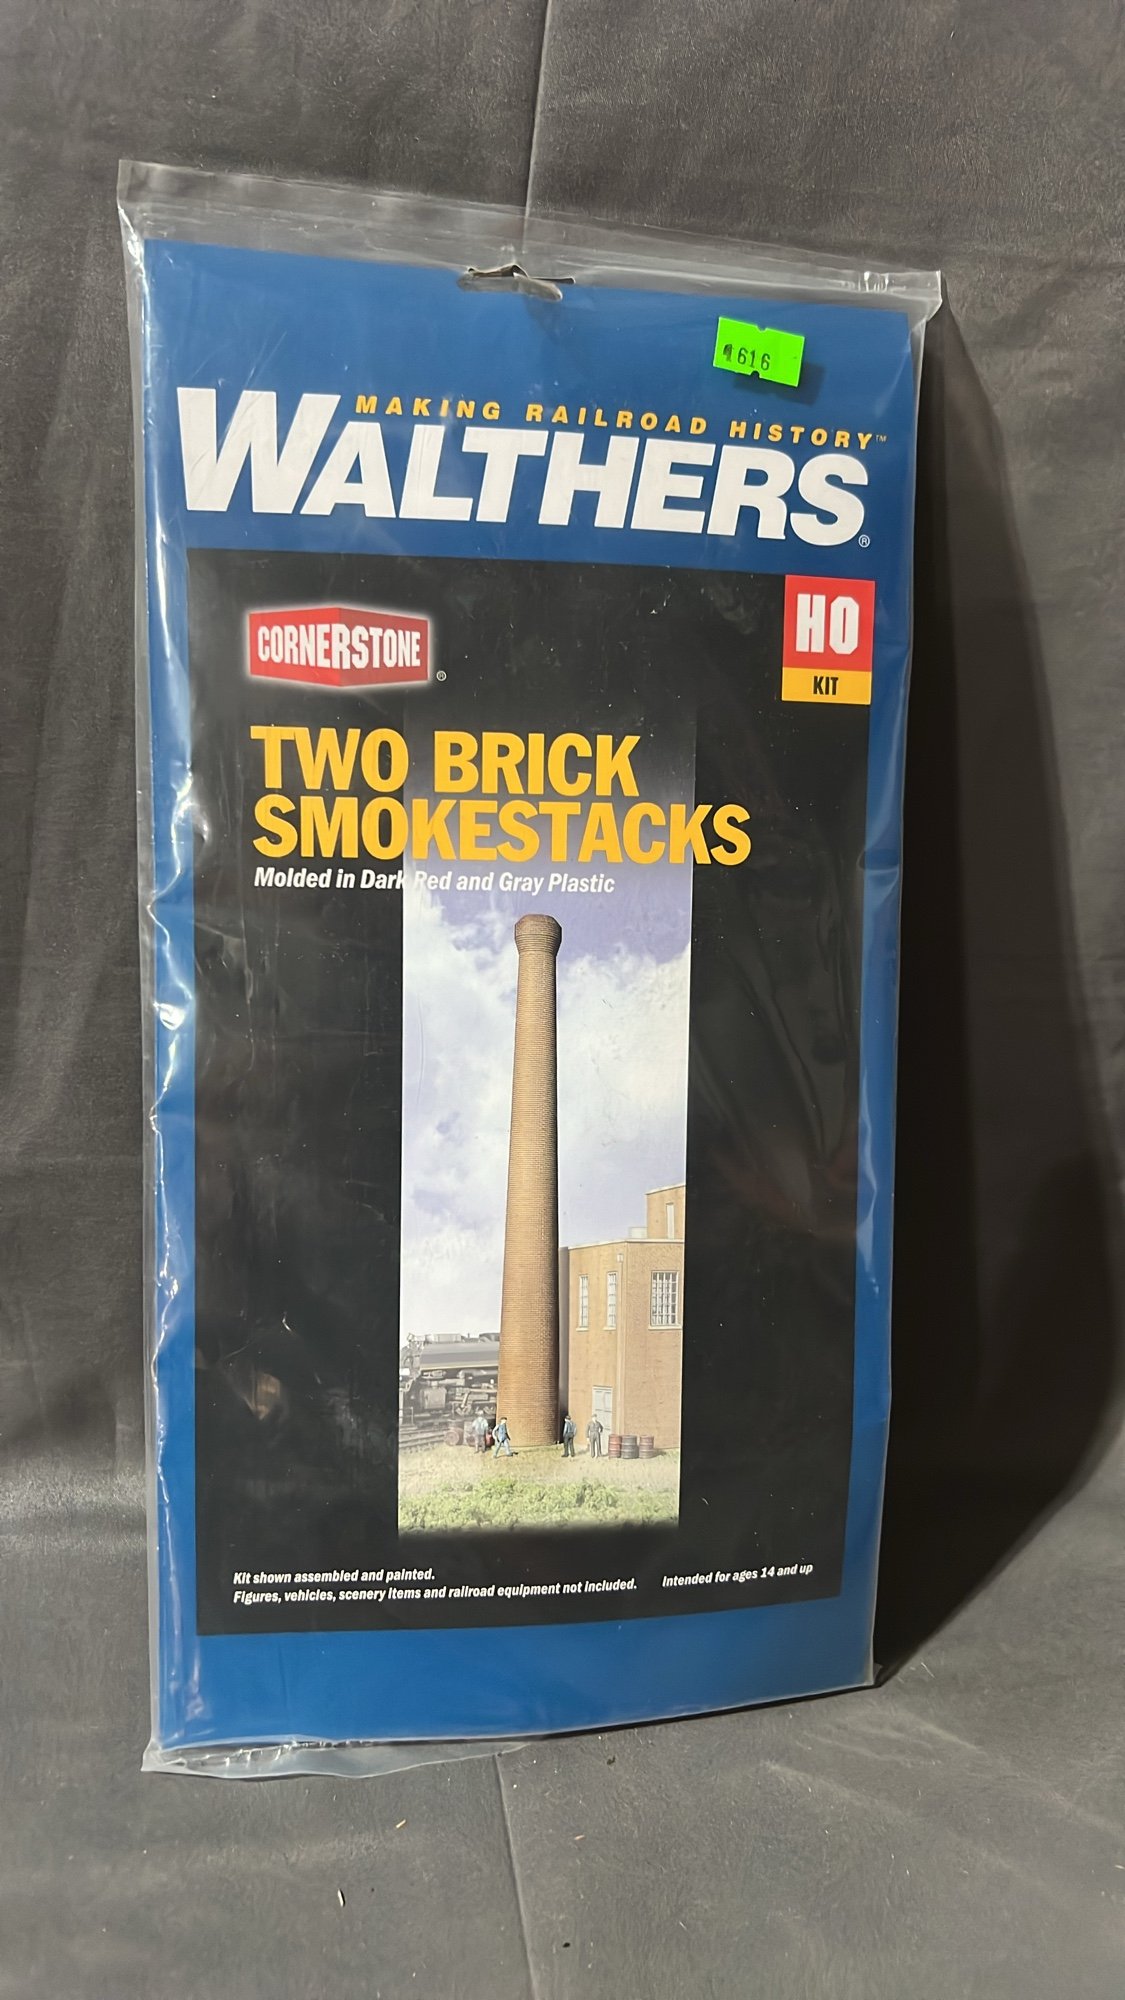 1616
MAKING RAILROAD HISTORY™
WALTHERS®
CORNERSTONE®
HO
KIT
TWO BRICK
SMOKESTACKS
Molded in Dark Red and Gray Plastic
Kit shown assembled and painted.
Figures, vehicles, scenery items and railroad equipment not included.
Intended for ages 14 and up